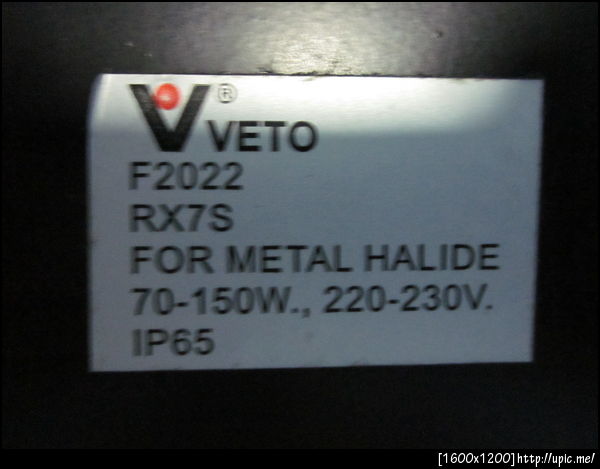 V® VETO
F2022
RX7S
FOR METAL HALIDE
70-150W., 220-230V.
IP65
[1600x1200]http://upic.me/